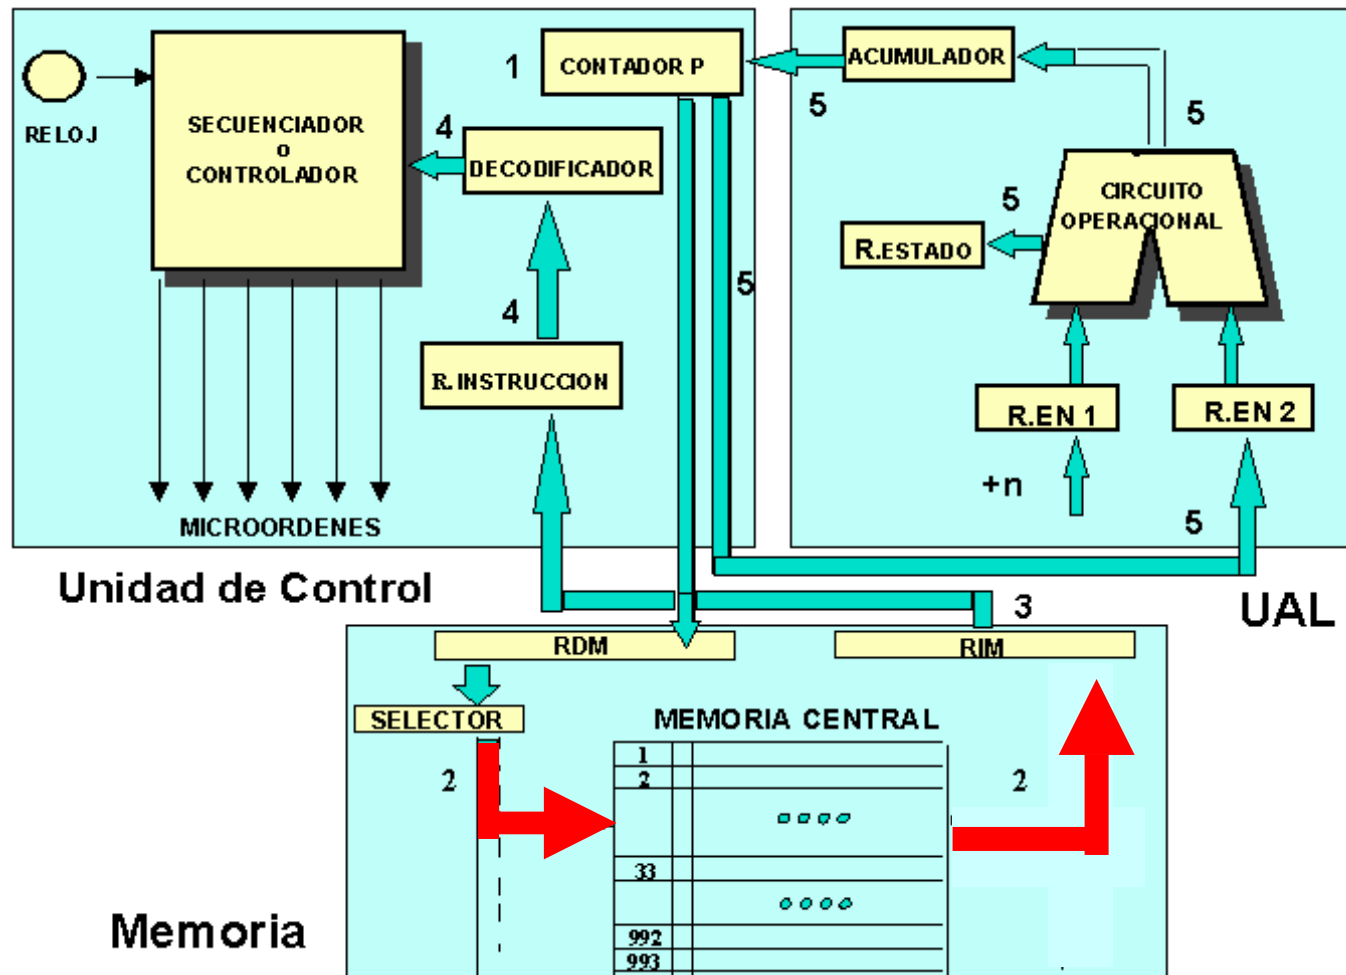 RELOJ
SECUENCIADOR
o
CONTROLADOR
MICROORDENES
1
CONTADOR P
4
DECODIFICADOR
4
R.INSTRUCCION
5
5
ACUMULADOR
5
CIRCUITO
OPERACIONAL
5
R.ESTADO
R.EN 1
R.EN 2
+n
5
Unidad de Control
UAL
3
RDM
RIM
SELECTOR
MEMORIA CENTRAL
2
2
1
2
33
992
993
Memoria